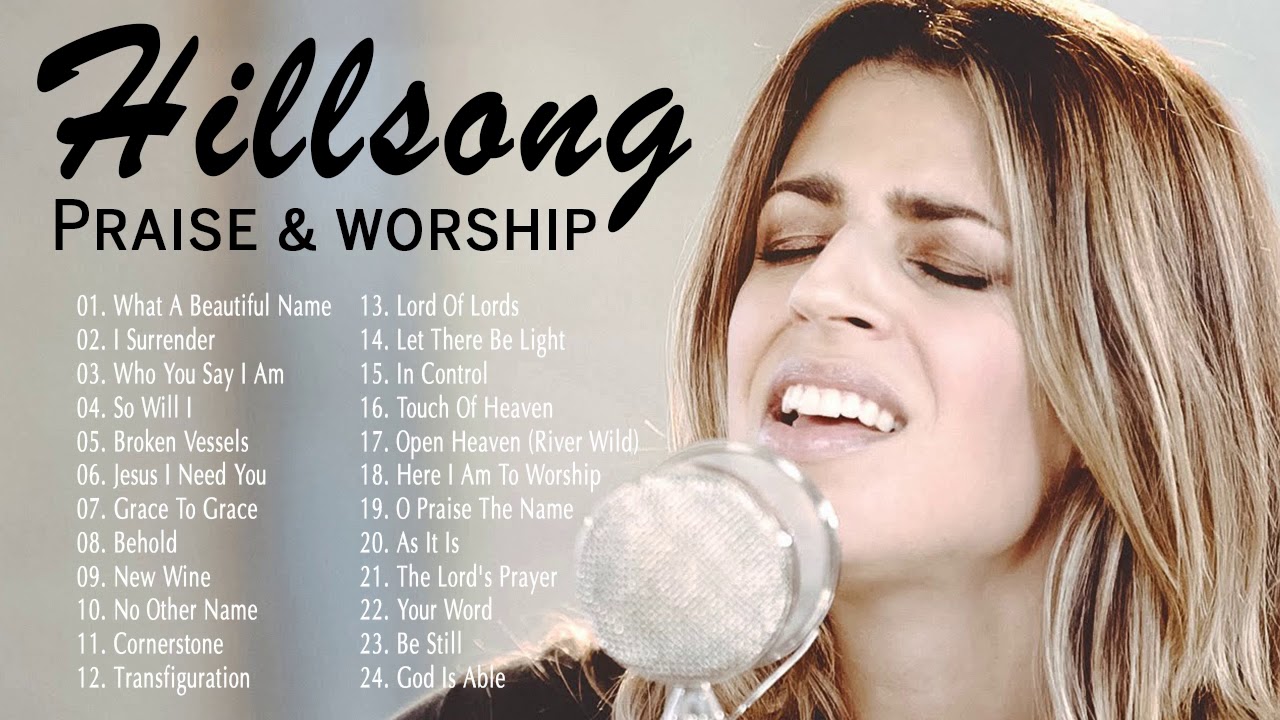 Hillsong
PRAISE & WORSHIP
01. What A Beautiful Name
02. I Surrender
03. Who You Say I Am
04. So Will I
05. Broken Vessels
06. Jesus I Need You
07. Grace To Grace
08. Behold
09. New Wine
10. No Other Name
11. Cornerstone
12. Transfiguration
13. Lord Of Lords
14. Let There Be Light
15. In Control
16. Touch Of Heaven
17. Open Heaven (River Wild)
18. Here I Am To Worship
19. O Praise The Name
20. As It Is
21. The Lord's Prayer
22. Your Word
23. Be Still
24. God Is Able